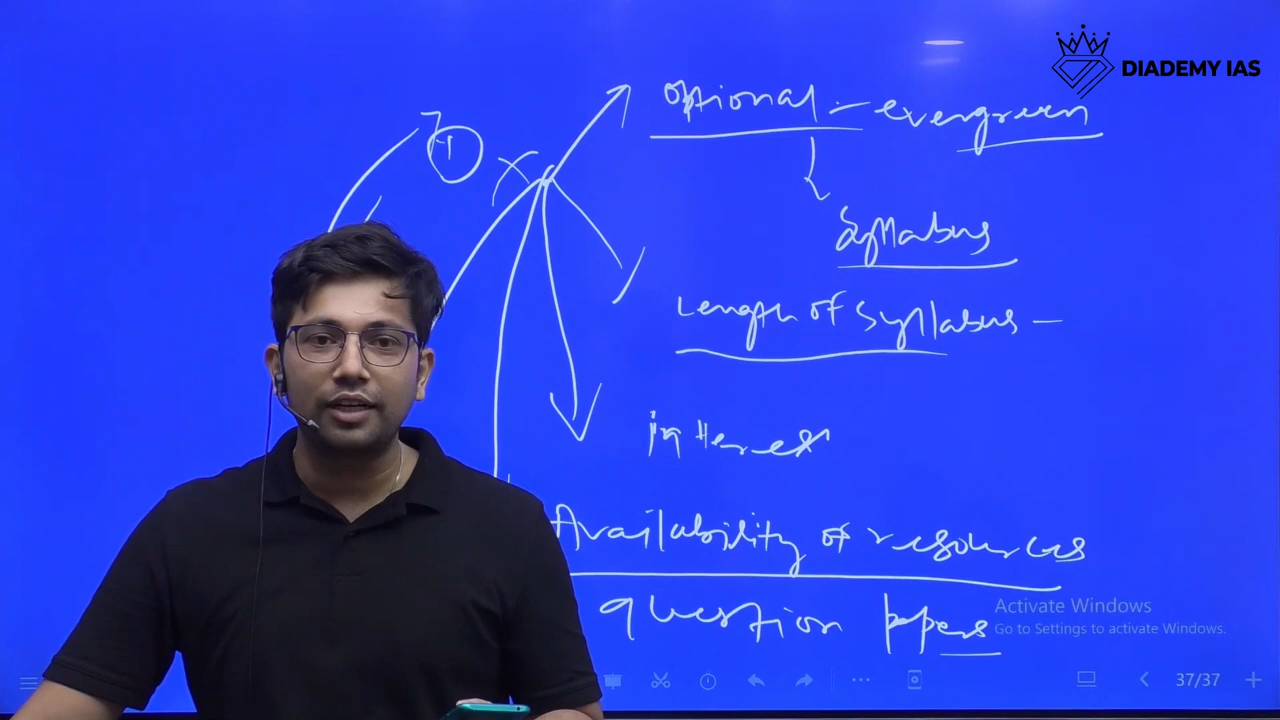 DIADEMY IAS
optional - evergreen
Syllabus
Length of Syllabus -
interest
Availability of resources
question papers
Activate Windows
Go to Settings to activate Windows.
37/37